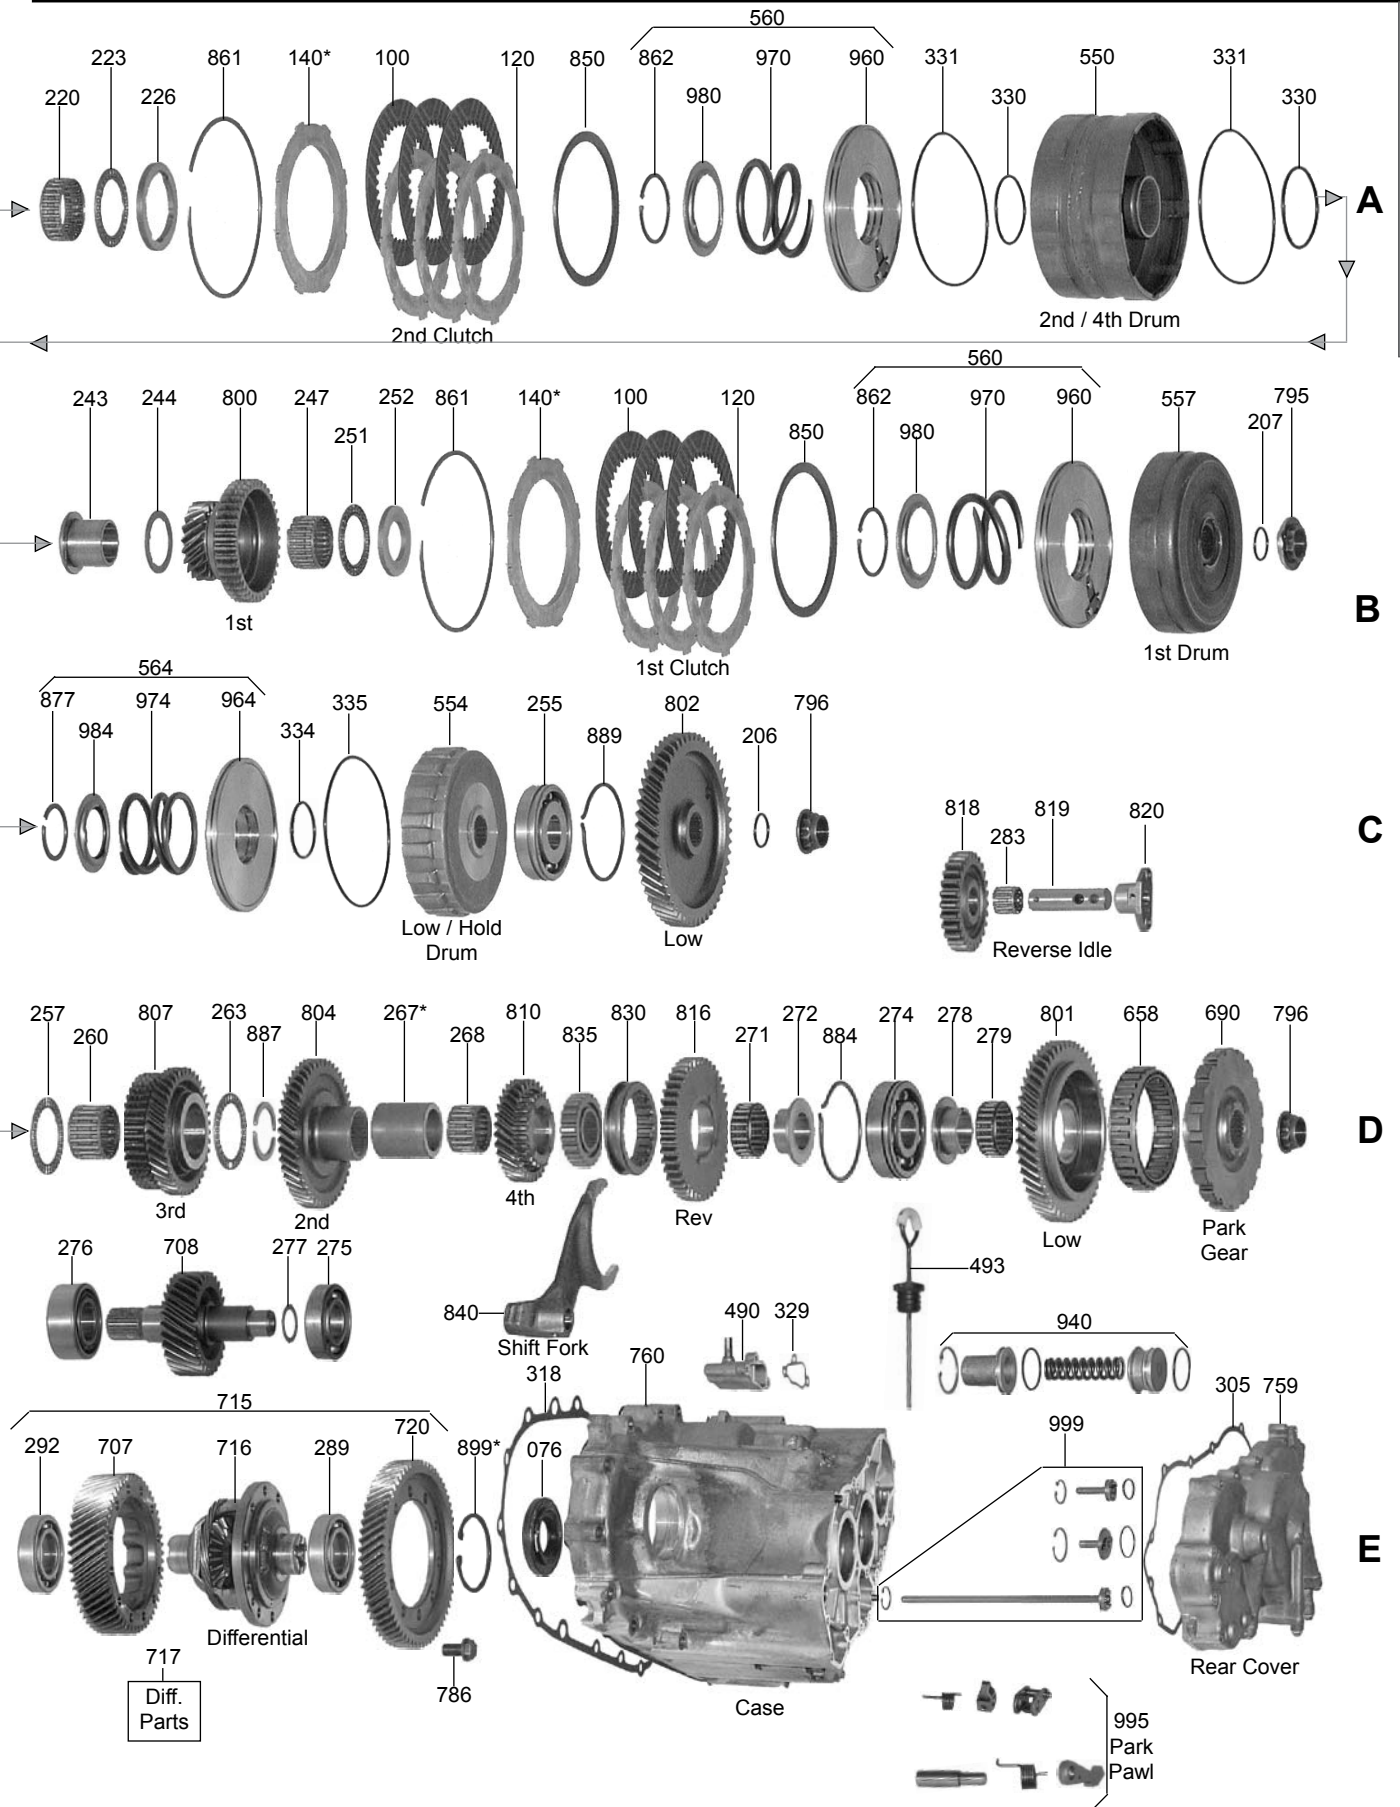 560
223 861 140* 100 120 850 862 970 960 331 550 331
220 226 980 330 330
A
2nd / 4th Drum
2nd Clutch
560
243 244 800 247 252 861 140* 100 120 862 970 960 557 795
251 850 980 207
B
1st
1st Drum
1st Clutch
564
877 974 964 335 554 255 802 796
984 334 889 206
818 819 820
283
C
Low / Hold
Drum
Low
Reverse Idle
257 807 263 804 267* 810 830 816 272 274 278 801 658 690 796
260 887 268 835 271 884 279
D
3rd 2nd 4th Rev Low Park
Gear
276 708 277 275
493
840
490 329
940
Shift Fork
318 760
305 759
715
720 999
292 707 716 289 899* 076
E
Differential
717
Diff.
Parts
786
Case
Rear Cover
995
Park
Pawl